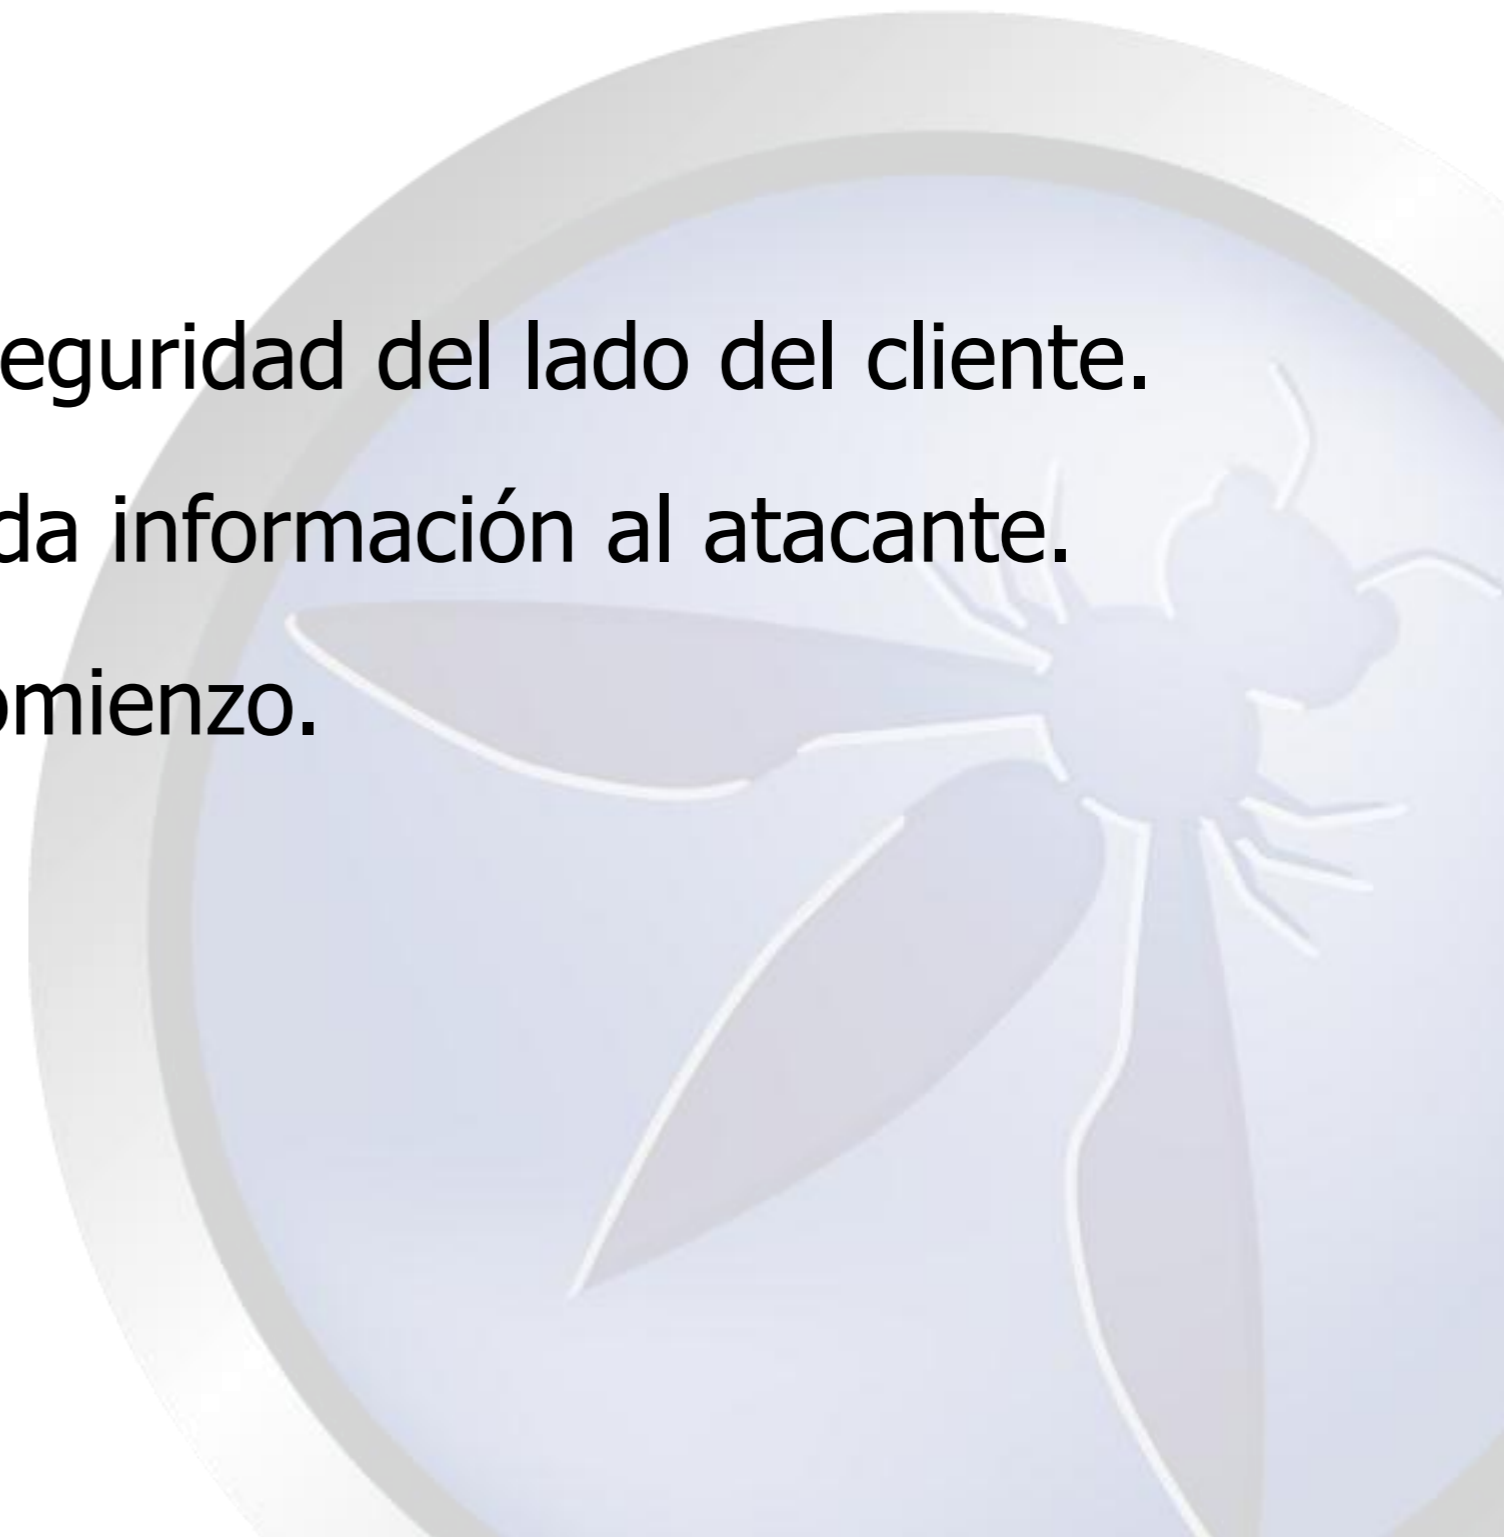 eguridad del lado del cliente.
da información al atacante.
omienzo.